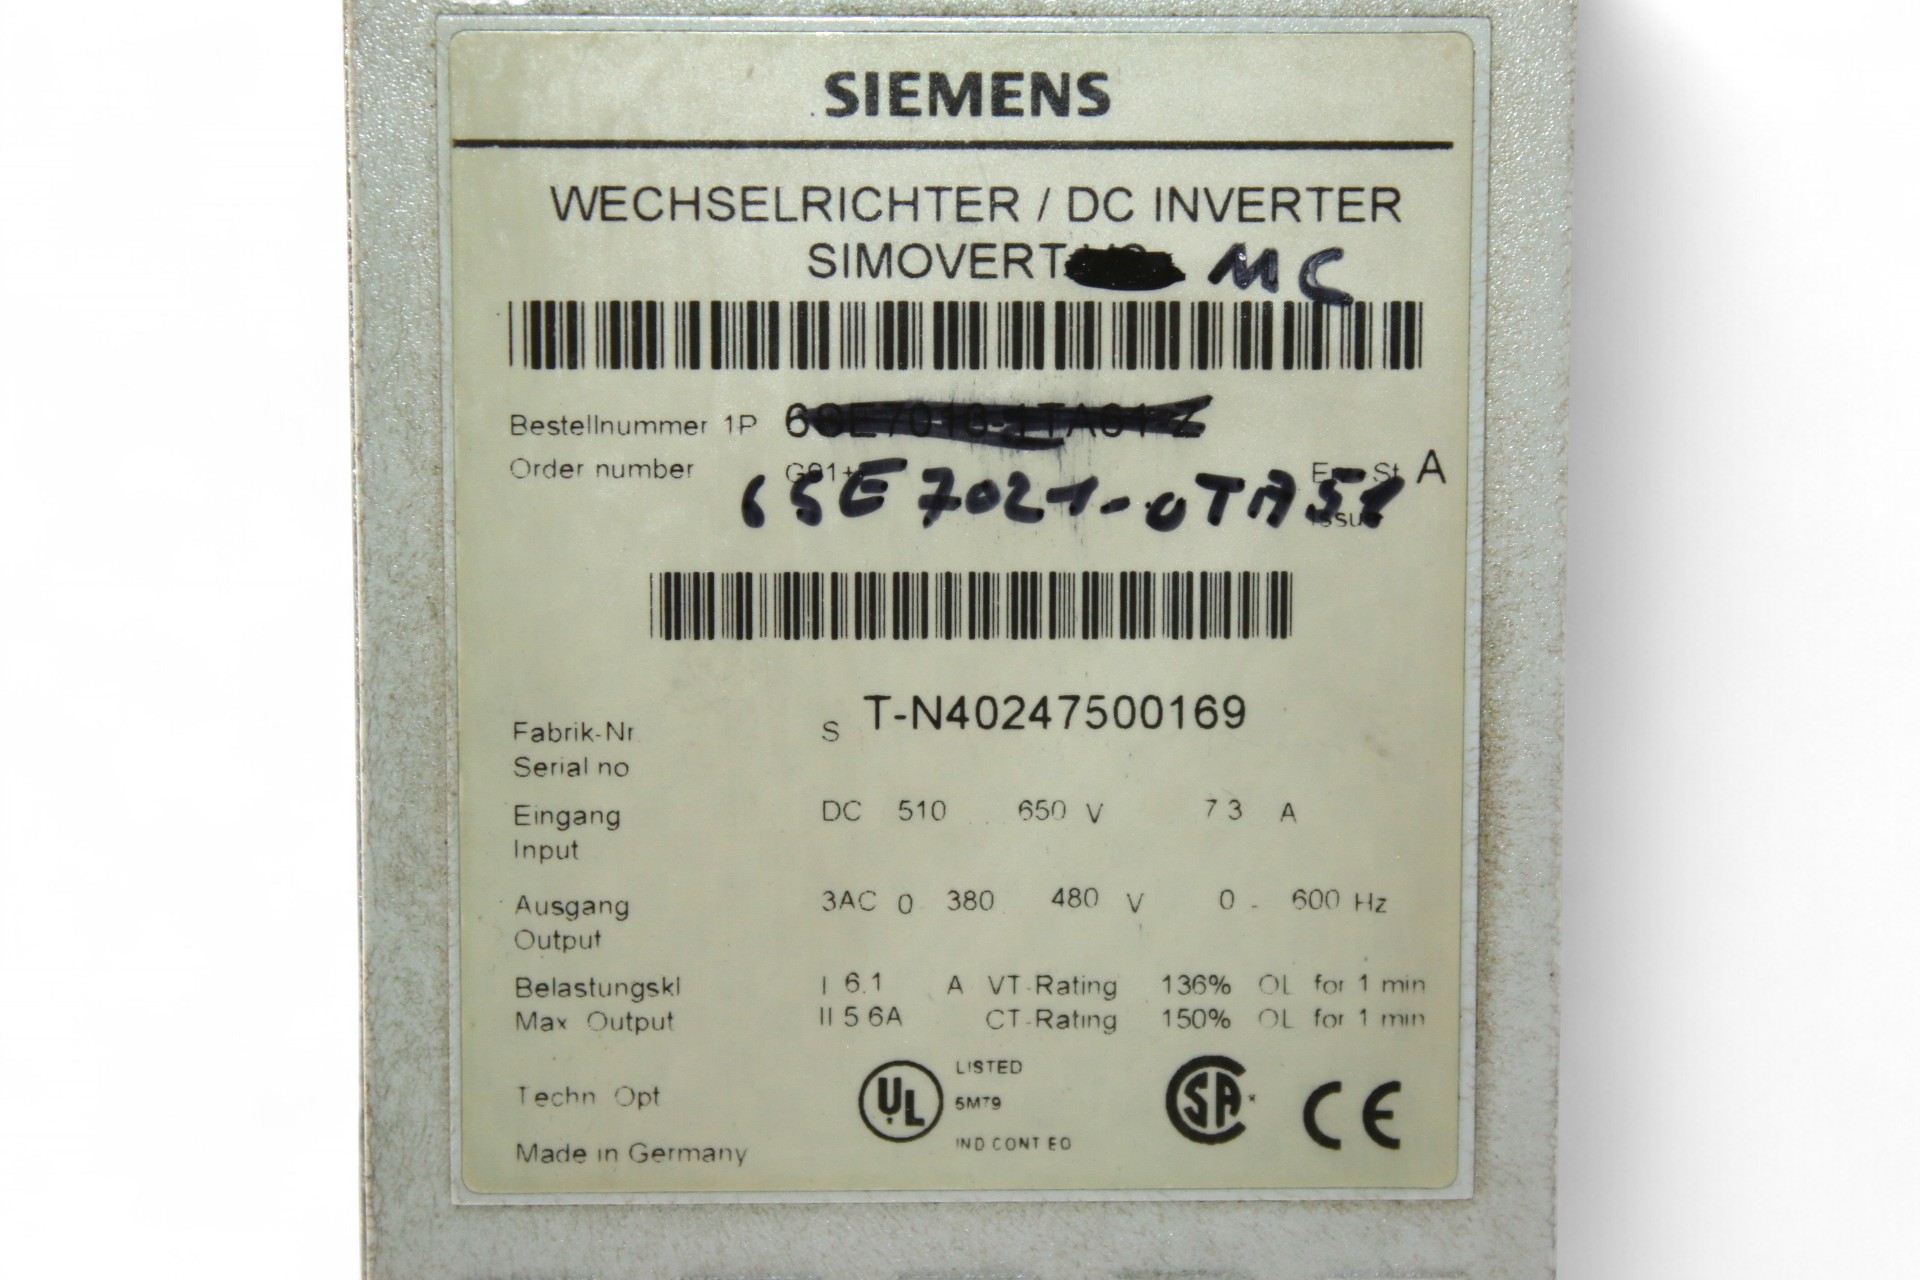 SIEMENS
WECHSELRICHTER / DC INVERTER
SIMOVERT MC
Bestellnummer 1P
Order number A
6SE7021-0TA51
Fabrik-Nr S T-N40247500169
Serial no
Eingang DC 510 650 V 7 3 A
Input
Ausgang 3AC 0 380 480 V 0 - 600 Hz
Output
Belastungskl I 6.1 A VT-Rating 136% OL for 1 min
Max Output II 5 6A CT-Rating 150% OL for 1 min
LISTED
Techn Opt UL 5M79 SA CE
IND CONT EQ
Made in Germany